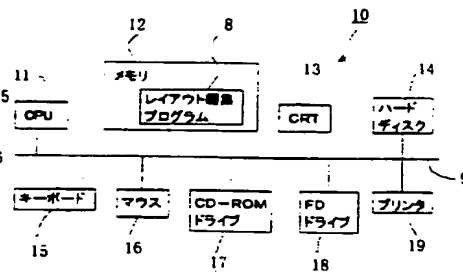 10
12
8
11
13
14
メモリ
5
CPU
レイアウト編集
プログラム
CRT
ハード
ディスク
6
9
キーボード
マウス
CD-ROM
ドライブ
FD
ドライブ
プリンタ
15
16
17
18
19